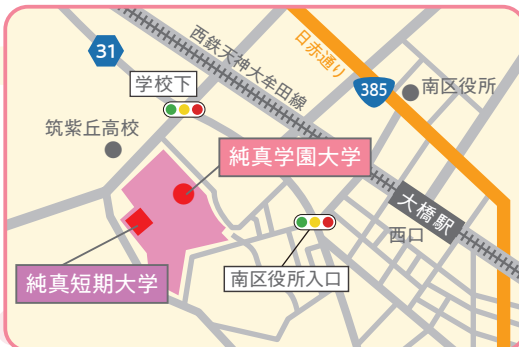 31
西鉄天神大牟田線
日赤通り
385
学校下
南区役所
筑紫丘高校
純真学園大学
大橋駅
西口
純真短期大学
南区役所入口